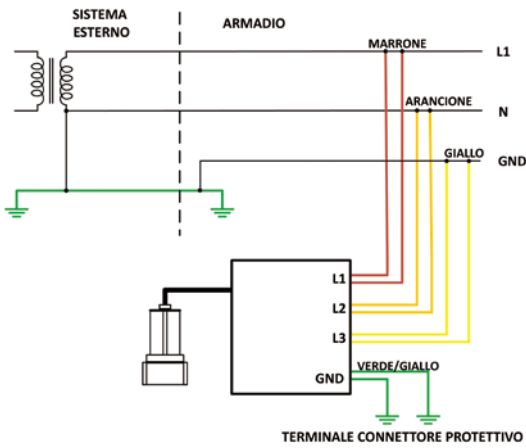 SISTEMA
ESTERNO
ARMADIO
MARRONE
L1
ARANCIONE
N
GIALLO
GND
L1
L2
L3
VERDE/GIALLO
GND
TERMINALE CONNETTORE PROTETTIVO